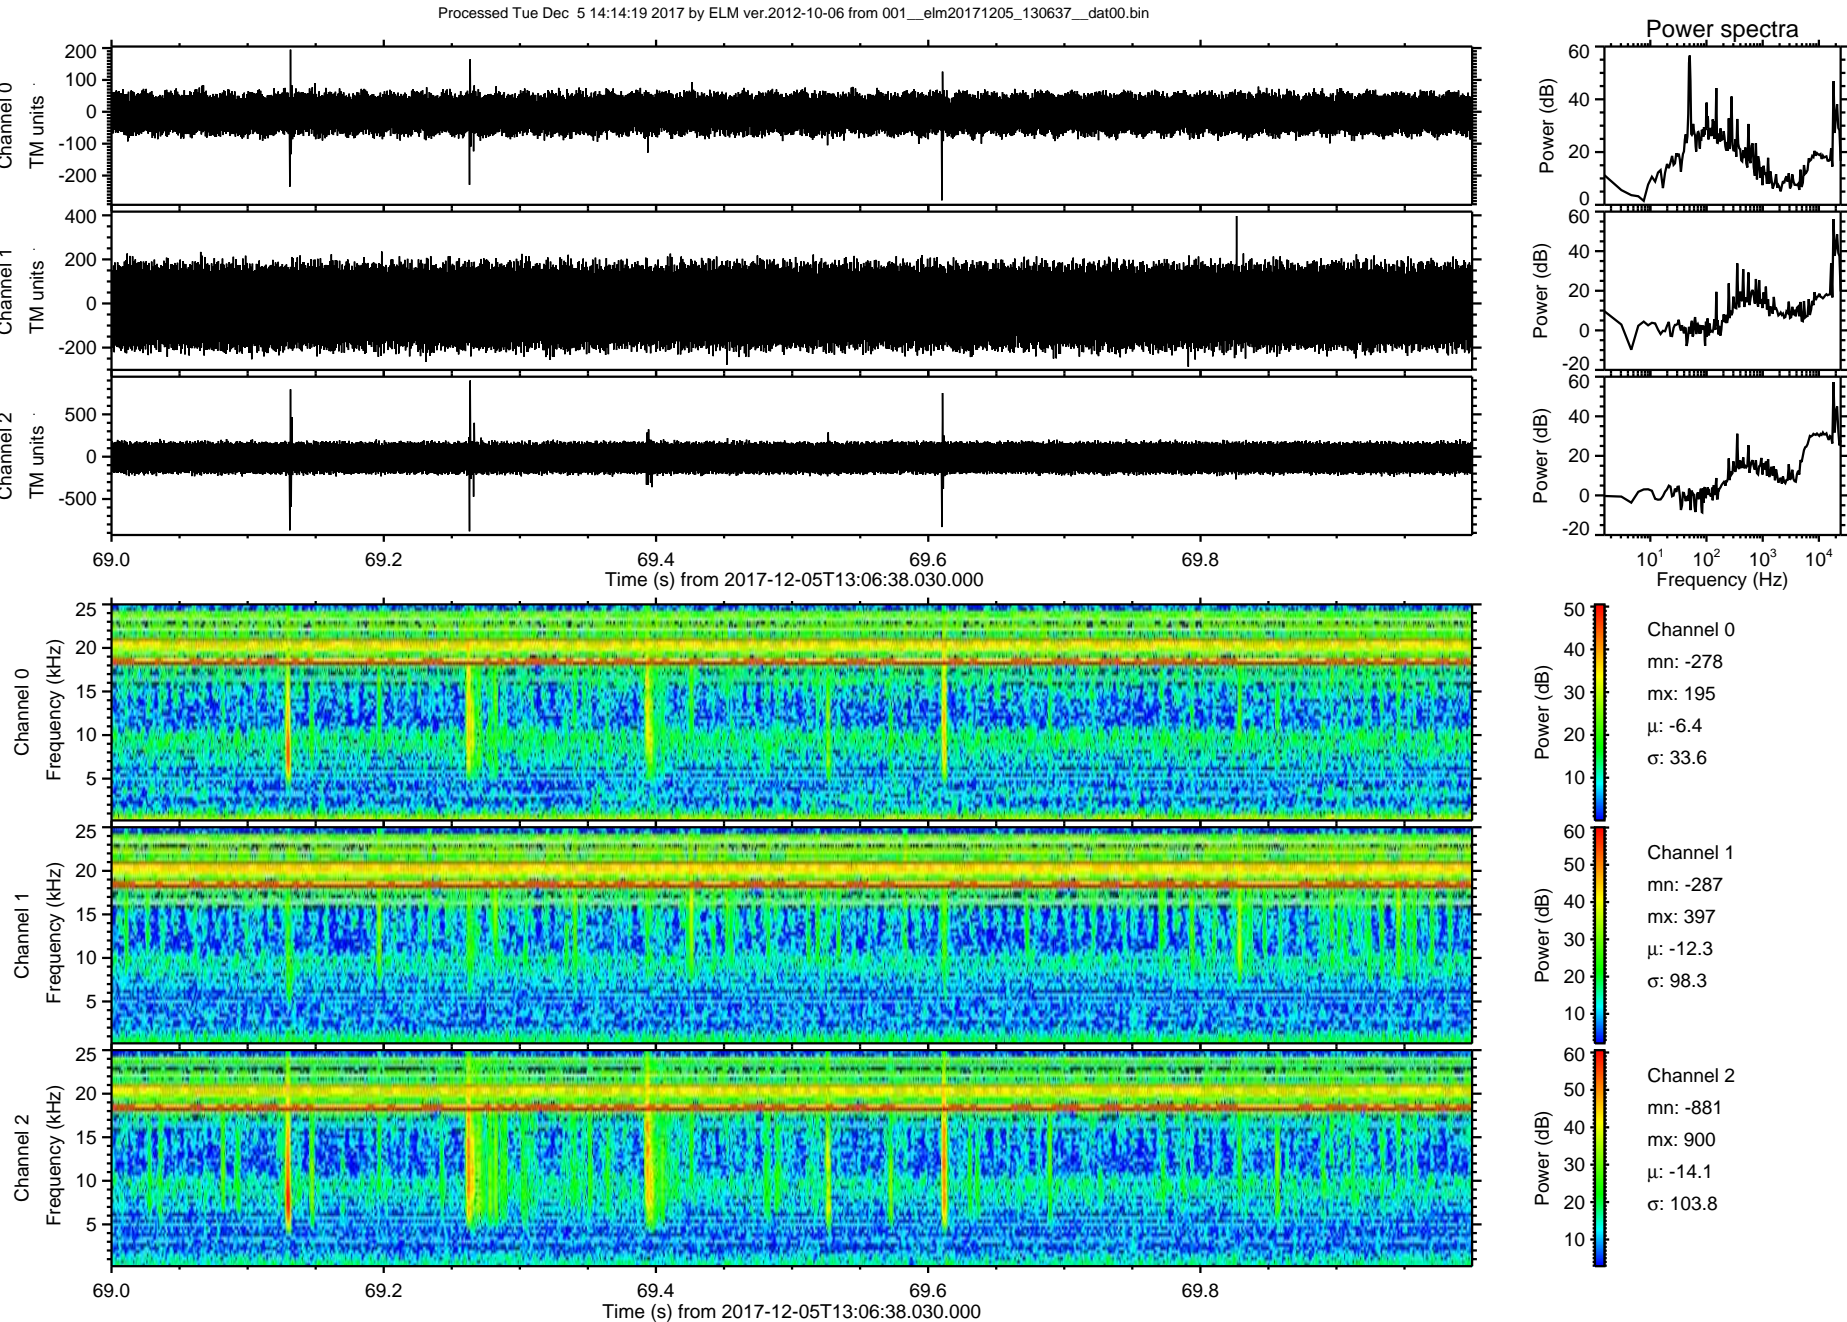 Processed Tue Dec 5 14:14:19 2017 by ELM ver.2012-10-06 from 001__elm20171205_130637__dat00.bin
Power spectra
Channel 0
TM units
200
100
0
-100
-200
Power (dB)
60
40
20
0
Channel 1
TM units
400
200
0
-200
Power (dB)
60
40
20
0
-20
Channel 2
TM units
500
0
-500
Power (dB)
60
40
20
0
-20
69.0 69.2 69.4 69.6 69.8
Time (s) from 2017-12-05T13:06:38.030.000
10^1 10^2 10^3 10^4
Frequency (Hz)
Channel 0
Frequency (kHz)
25
20
15
10
5
Power (dB)
50
40
30
20
10
Channel 0
mn: -278
mx: 195
μ: -6.4
σ: 33.6
Channel 1
Frequency (kHz)
25
20
15
10
5
Power (dB)
60
50
40
30
20
10
Channel 1
mn: -287
mx: 397
μ: -12.3
σ: 98.3
Channel 2
Frequency (kHz)
25
20
15
10
5
Power (dB)
60
50
40
30
20
10
Channel 2
mn: -881
mx: 900
μ: -14.1
σ: 103.8
69.0 69.2 69.4 69.6 69.8
Time (s) from 2017-12-05T13:06:38.030.000